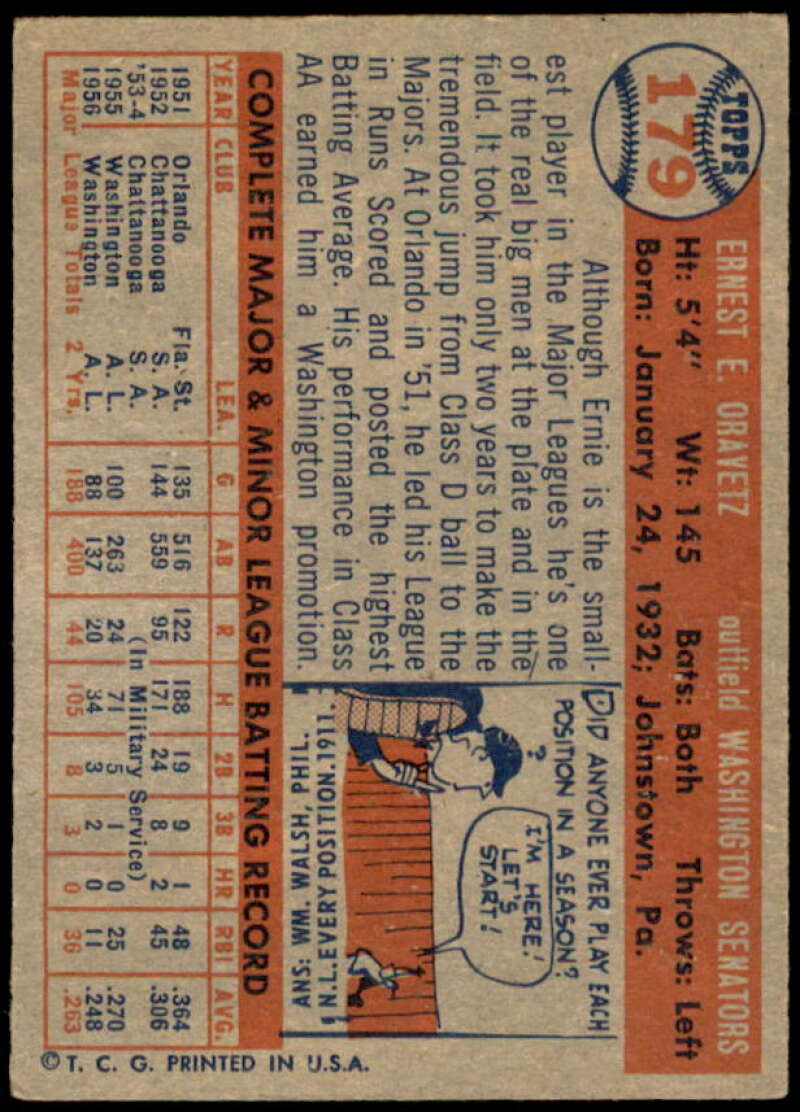 TOPPS
179
ERNEST E. ORAVETZ outfield WASHINGTON SENATORS
Ht: 5'4" Wt: 145 Bats: Both Throws: Left
Born: January 24, 1932; Johnstown, Pa.
Although Ernie is the small-
est player in the Major Leagues he's one
of the real big men at the plate and in the
field. It took him only two years to make the
tremendous jump from Class D ball to the
Majors. At Orlando in '51, he led his League
in Runs Scored and posted the highest
Batting Average. His performance in Class
AA earned him a Washington promotion.
DID ANYONE EVER PLAY EACH
POSITION IN A SEASON?
?
I'M HERE!
LET'S
START!
ANS: WM. WALSH, PHIL.
N.L. EVERY POSITION, 1911.
COMPLETE MAJOR & MINOR LEAGUE BATTING RECORD
YEAR CLUB LEA. G AB R H 2B 3B HR RBI AVG.
1951 Orlando Fla. St. 135 516 122 188 19 9 1 48 .364
1952 Chattanooga S. A. 144 559 95 171 24 8 2 45 .306
'53-4 Chattanooga S. A. (In Military Service)
1955 Washington A. L. 100 263 24 71 5 1 0 25 .270
1956 Washington A. L. 88 137 20 34 3 2 0 11 .248
Major League Totals 2 Yrs. 188 400 44 105 8 3 0 36 .263
© T. C. G. PRINTED IN U.S.A.